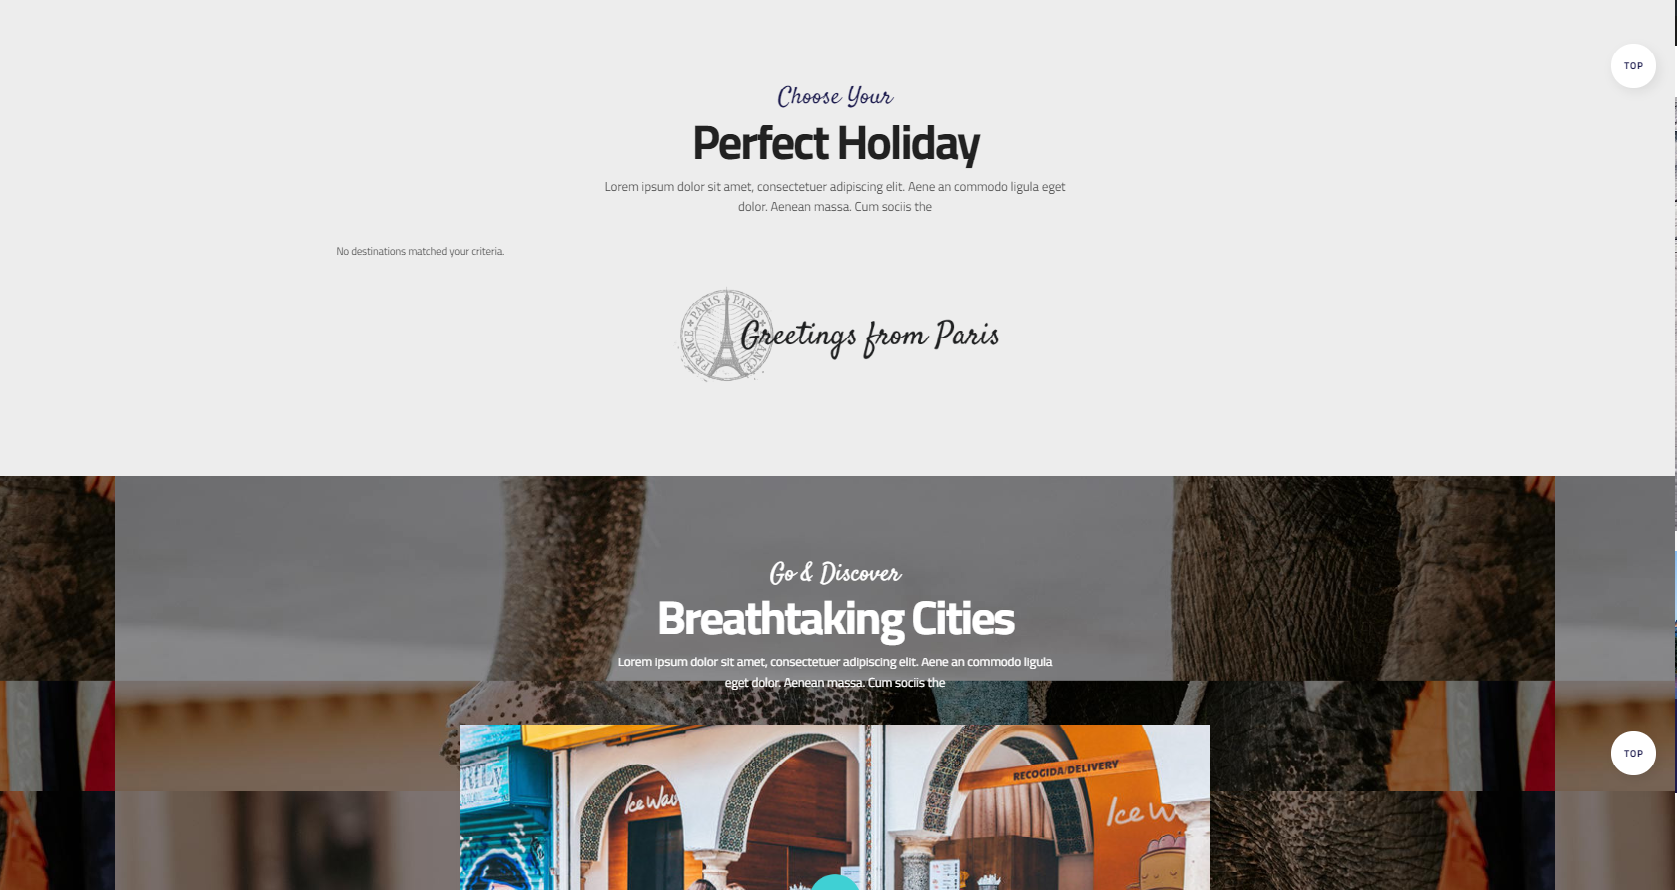 TOP
Choose Your
Perfect Holiday
Lorem ipsum dolor sit amet, consectetuer adipiscing elit. Aene an commodo ligula eget
dolor. Aenean massa. Cum sociis the
No destinations matched your criteria.
PARIS PARIS
FRANCE
Greetings from Paris
Go & Discover
Breathtaking Cities
Lorem ipsum dolor sit amet, consectetuer adipiscing elit. Aene an commodo ligula
eget dolor. Aenean massa. Cum sociis the
TOP
RECOGIDA/DELIVERY
Ice Wav
Ice W